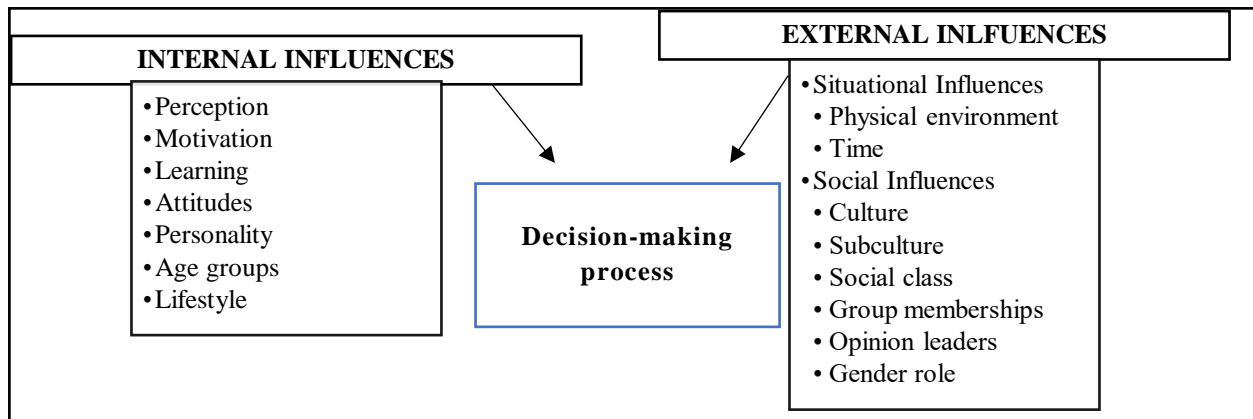 INTERNAL INFLUENCES
•Perception
•Motivation
•Learning
•Attitudes
•Personality
•Age groups
•Lifestyle
Decision-making
process
EXTERNAL INLFUENCES
•Situational Influences
• Physical environment
• Time
•Social Influences
• Culture
• Subculture
• Social class
• Group memberships
• Opinion leaders
• Gender role